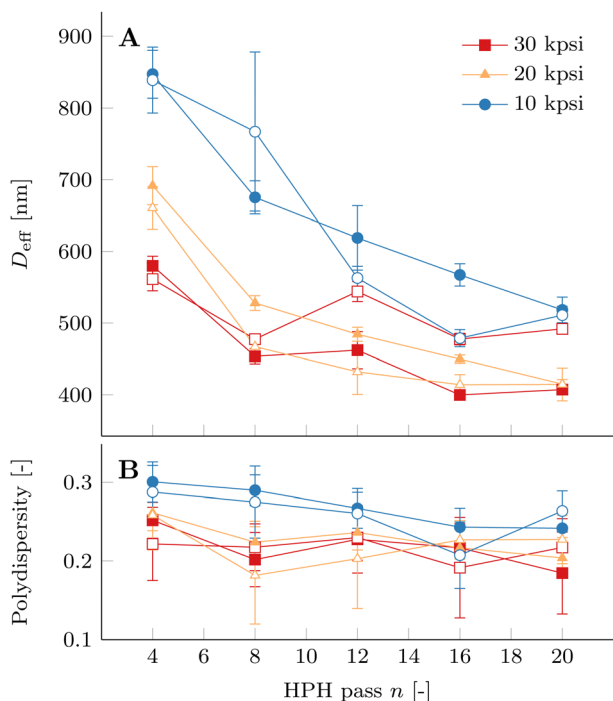 A
30 kpsi
20 kpsi
10 kpsi
900
800
700
600
500
400
D_eff [nm]
B
0.3
0.2
0.1
Polydispersity [-]
4 6 8 10 12 14 16 18 20
HPH pass n [-]